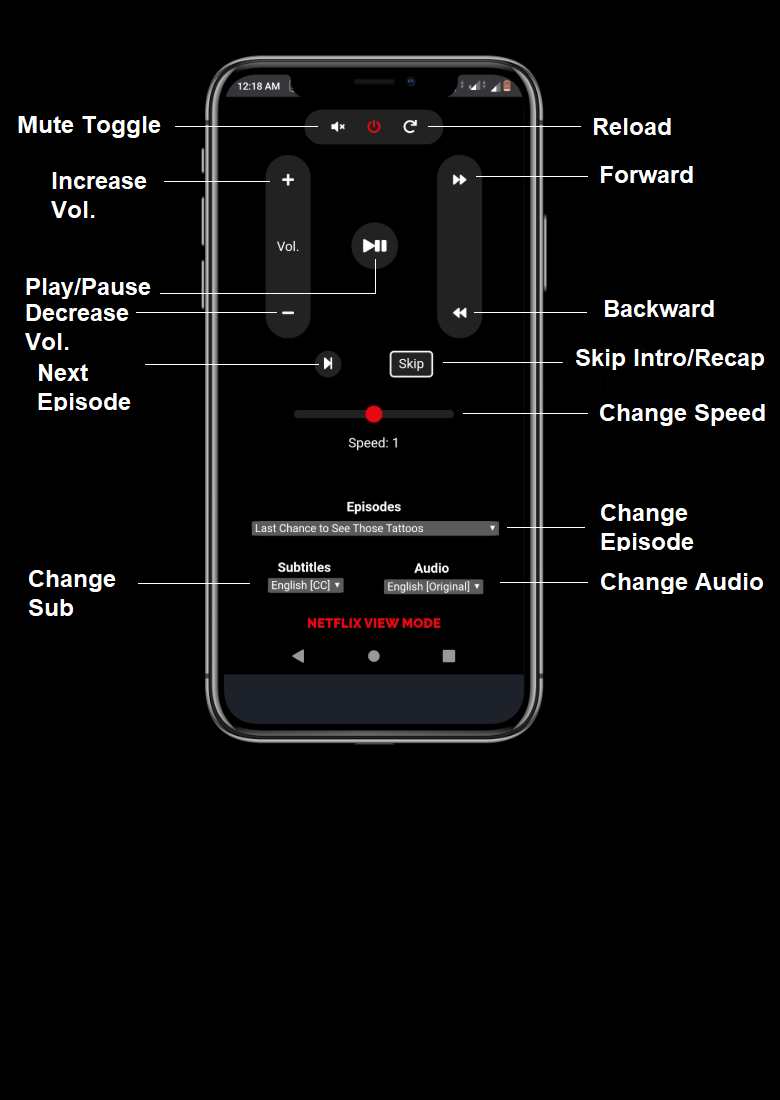 12:18 AM
Mute Toggle
Reload
Increase
Vol.
Forward
Vol.
Play/Pause
Decrease
Vol.
Backward
Next
Episode
Skip
Skip Intro/Recap
Change Speed
Speed: 1
Episodes
Last Chance to See Those Tattoos
Change
Episode
Change
Sub
Subtitles
English [CC]
Audio
English [Original]
Change Audio
NETFLIX VIEW MODE